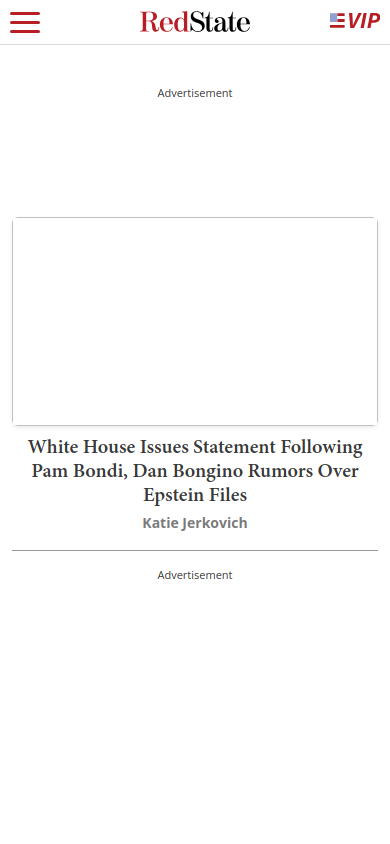 RedState
VIP
Advertisement
White House Issues Statement Following
Pam Bondi, Dan Bongino Rumors Over
Epstein Files
Katie Jerkovich
Advertisement